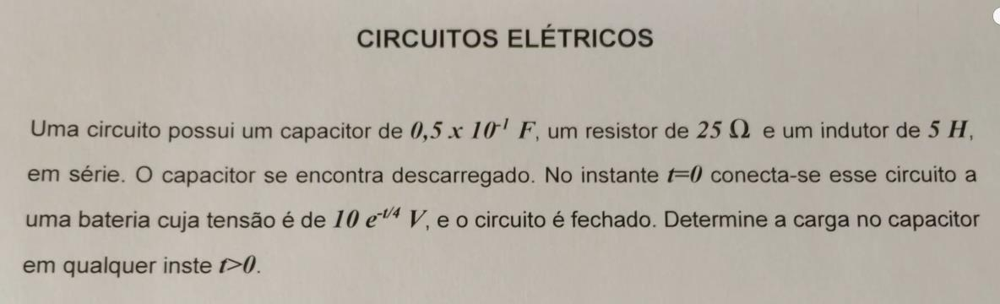 CIRCUITOS ELÉTRICOS
Uma circuito possui um capacitor de 0,5 x 10⁻¹ F, um resistor de 25 Ω e um indutor de 5 H,
em série. O capacitor se encontra descarregado. No instante t=0 conecta-se esse circuito a
uma bateria cuja tensão é de 10 e⁻ᵗ/⁴ V, e o circuito é fechado. Determine a carga no capacitor
em qualquer inste t>0.